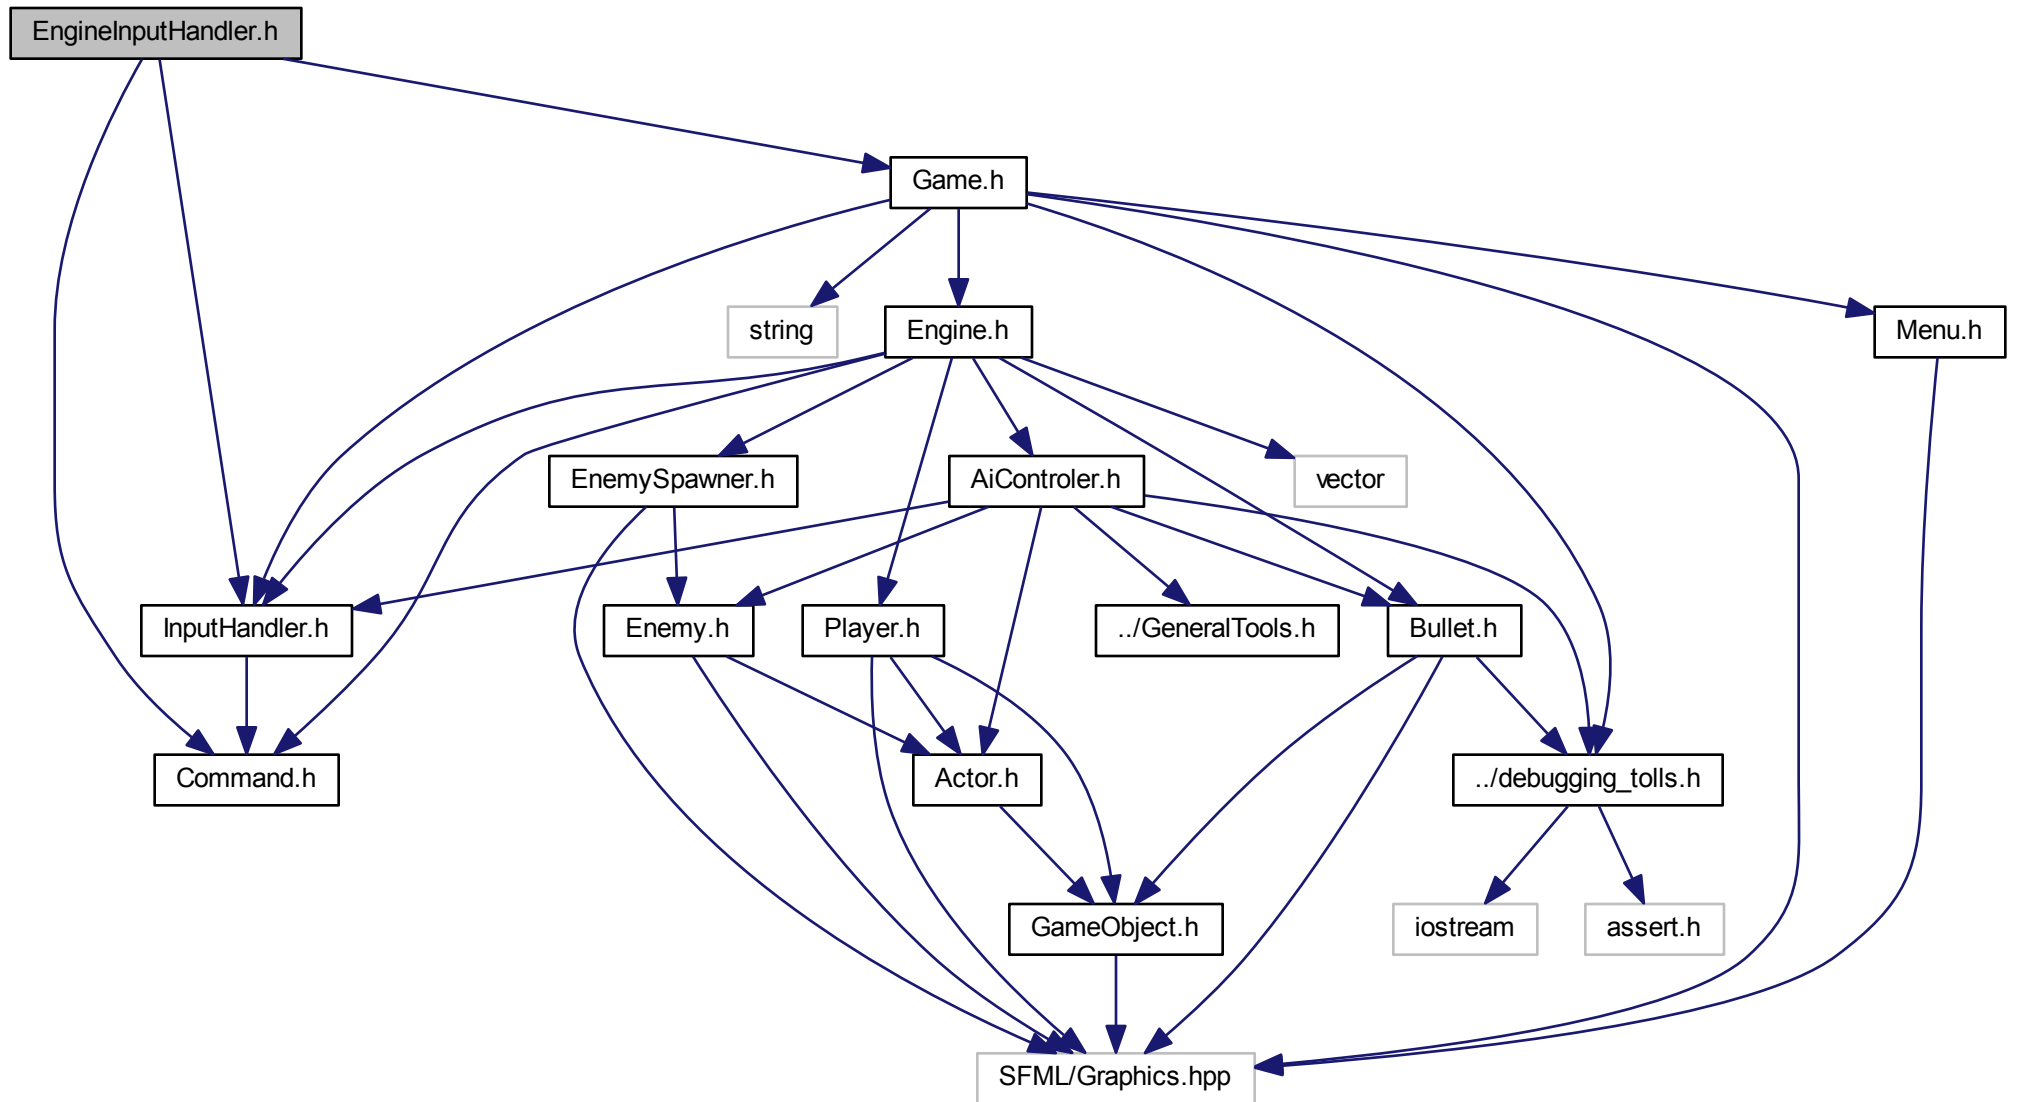 EngineInputHandler.h
Game.h
string
Engine.h
Menu.h
EnemySpawner.h
AiControler.h
vector
InputHandler.h
Enemy.h
Player.h
../GeneralTools.h
Bullet.h
Command.h
Actor.h
../debugging_tolls.h
GameObject.h
iostream
assert.h
SFML/Graphics.hpp